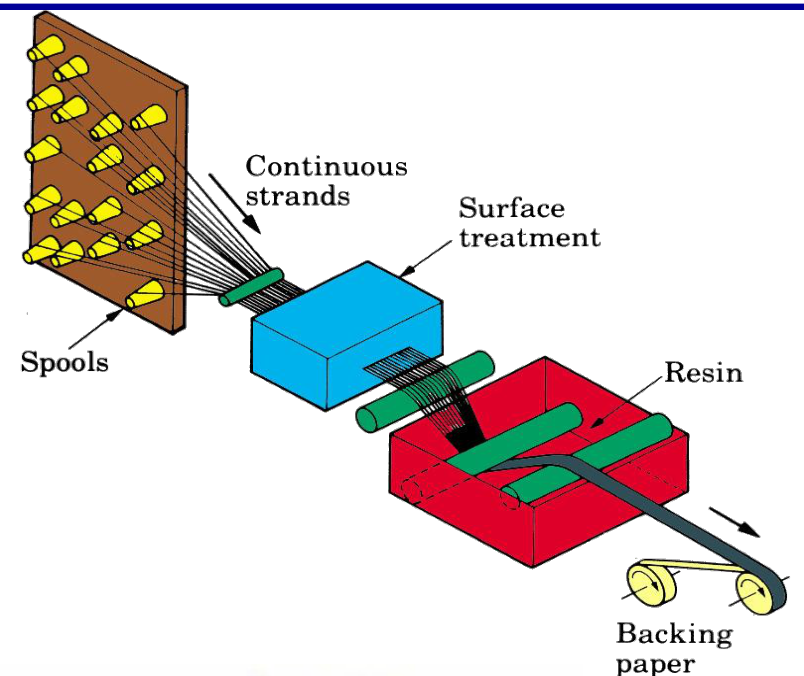 Continuous
strands
Surface
treatment
Spools
Resin
Backing
paper